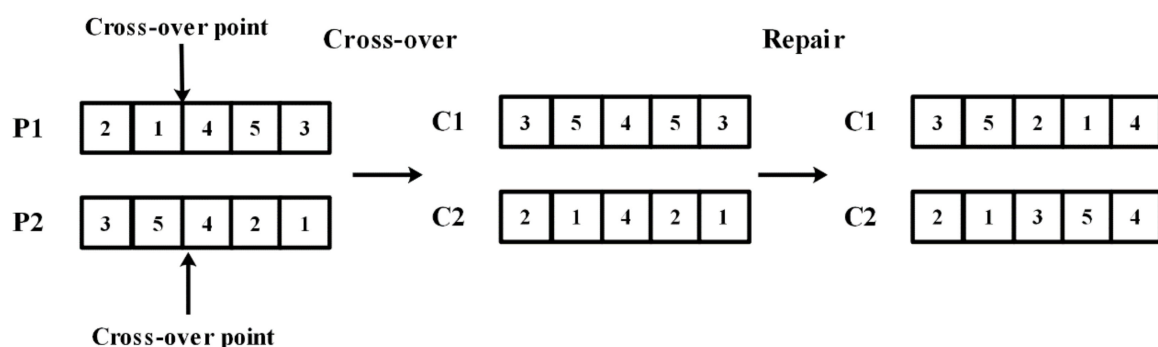 Cross-over point
Cross-over
Repair
P1 2 1 4 5 3
C1 3 5 4 5 3
C1 3 5 2 1 4
P2 3 5 4 2 1
C2 2 1 4 2 1
C2 2 1 3 5 4
Cross-over point